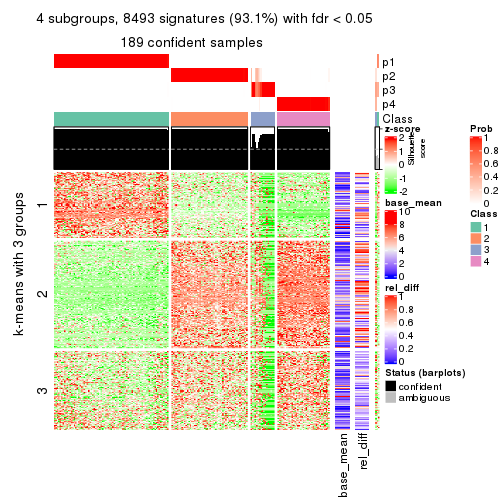 4 subgroups, 8493 signatures (93.1%) with fdr < 0.05
189 confident samples
p1
p2
p3
p4
Class
Silhouette
score
z-score
2
1
0
-1
-2
base_mean
10
8
6
4
2
0
rel_diff
1
0.8
0.6
0.4
0.2
0
Status (barplots)
confident
ambiguous
Prob
1
0.8
0.6
0.4
0.2
0
Class
1
2
3
4
k-means with 3 groups
1
2
3
base_mean
rel_diff